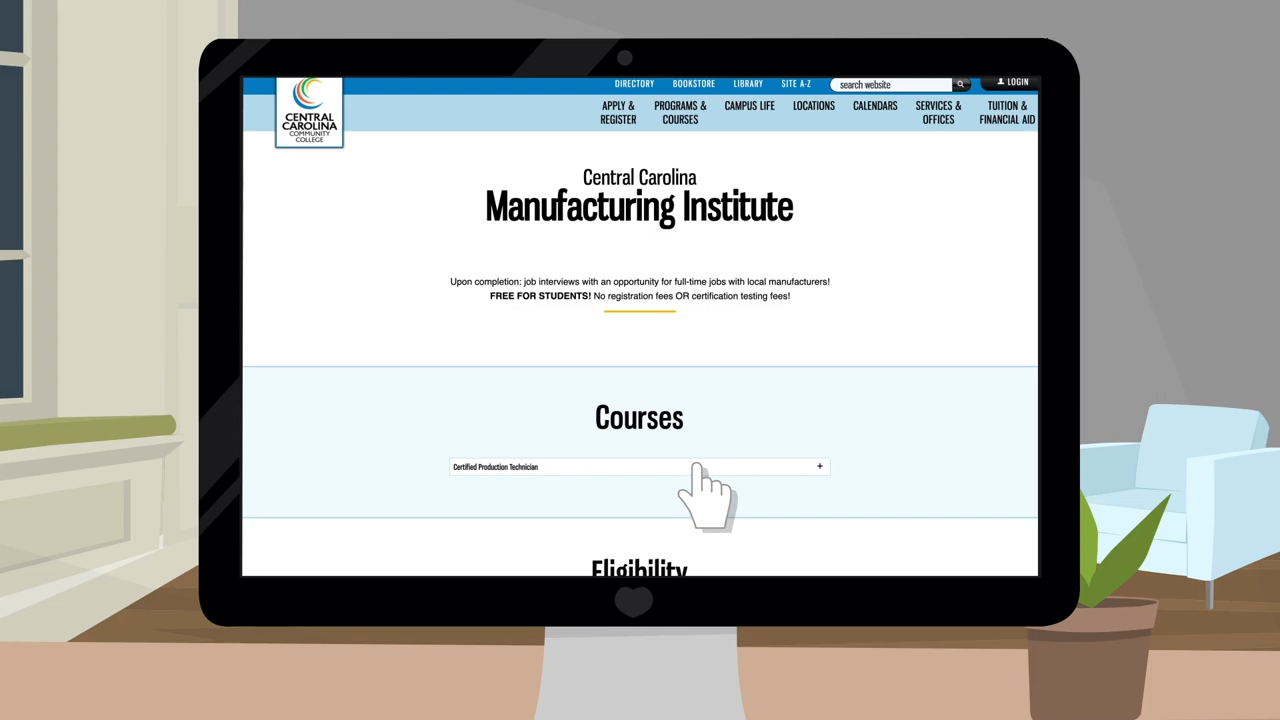 DIRECTORY BOOKSTORE LIBRARY SITE A-Z search website LOGIN
CENTRAL
CAROLINA
COMMUNITY
COLLEGE
APPLY &
REGISTER
PROGRAMS &
COURSES
CAMPUS LIFE
LOCATIONS
CALENDARS
SERVICES &
OFFICES
TUITION &
FINANCIAL AID
Central Carolina
Manufacturing Institute
Upon completion: job interviews with an opportunity for full-time jobs with local manufacturers!
FREE FOR STUDENTS! No registration fees OR certification testing fees!
Courses
Certified Production Technician +
Eligibility